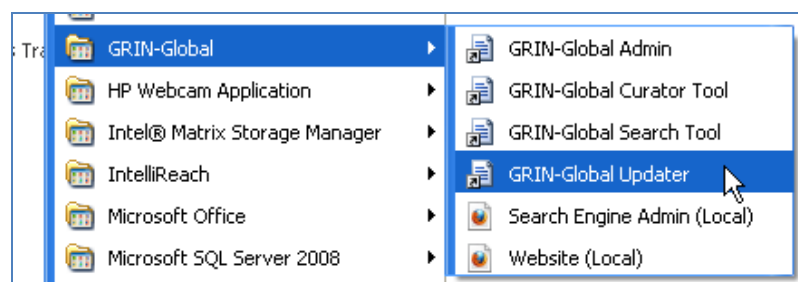 s Tra
GRIN-Global
HP Webcam Application
Intel® Matrix Storage Manager
IntelliReach
Microsoft Office
Microsoft SQL Server 2008
GRIN-Global Admin
GRIN-Global Curator Tool
GRIN-Global Search Tool
GRIN-Global Updater
Search Engine Admin (Local)
Website (Local)